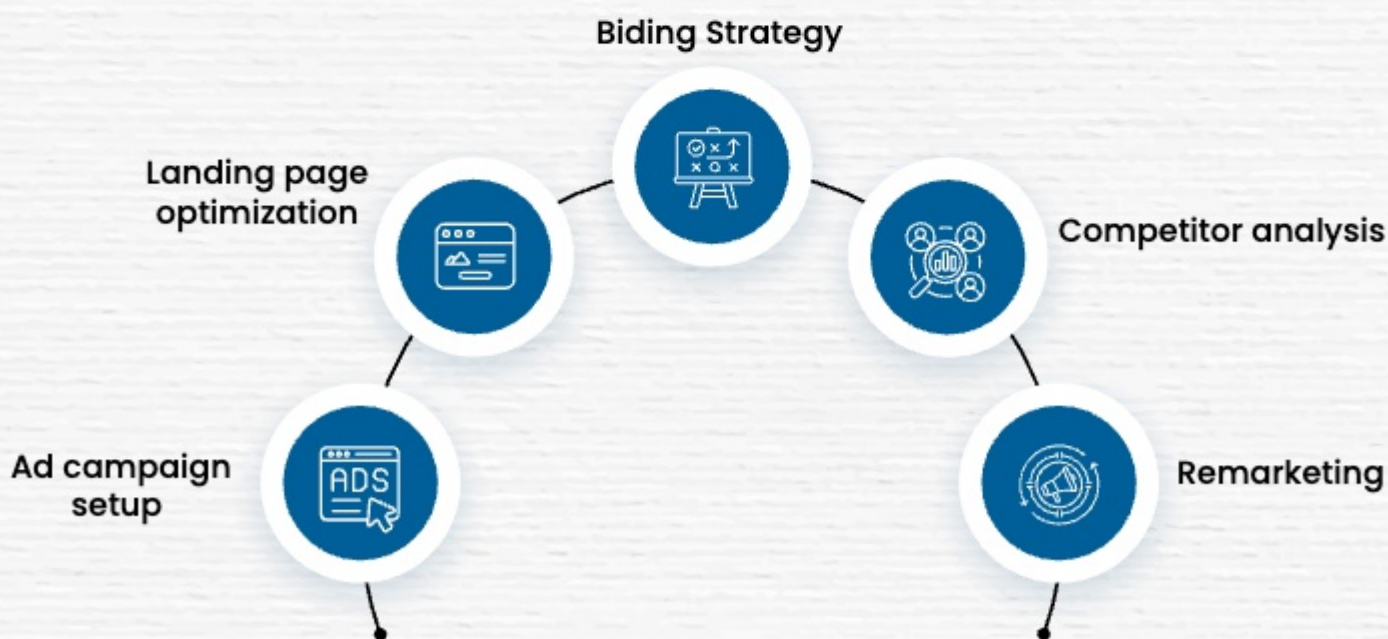 Biding Strategy
Landing page
optimization
Competitor analysis
Ad campaign
setup
ADS
Remarketing